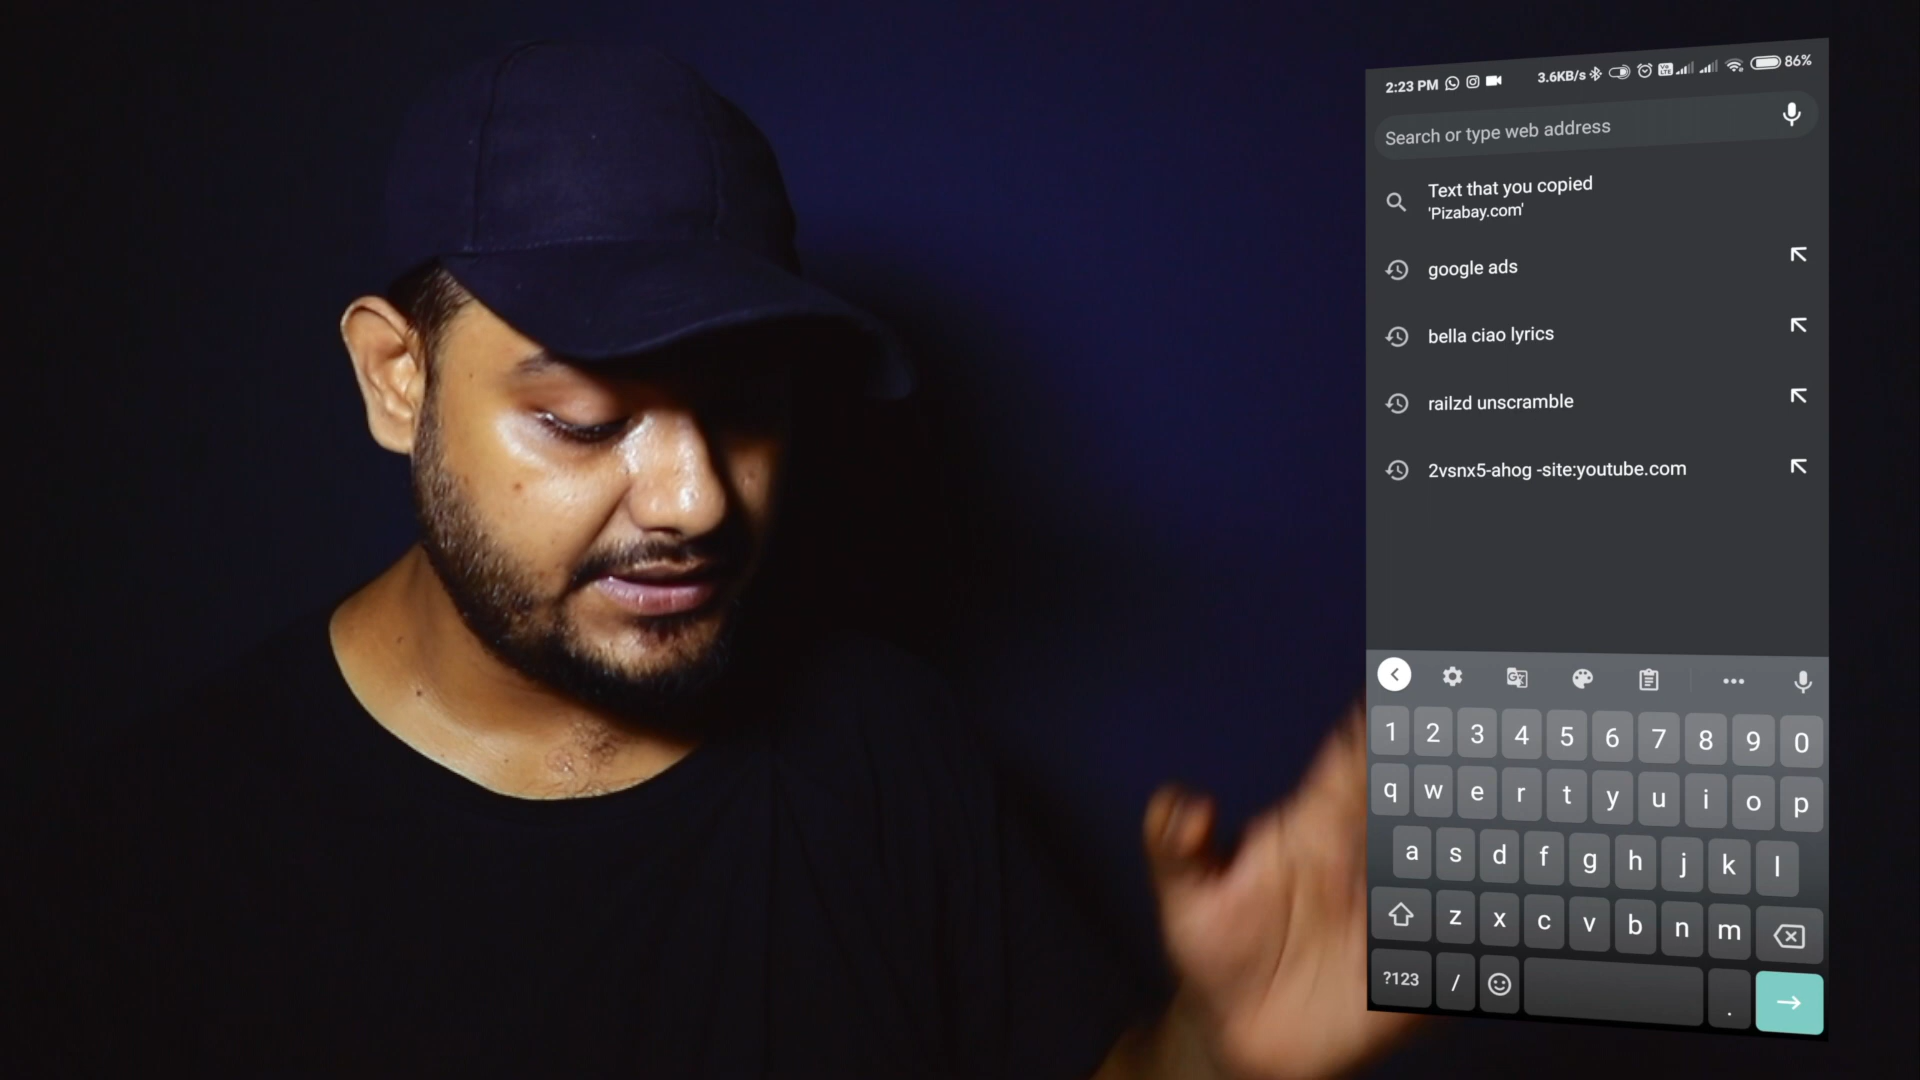 2:23 PM 3.6KB/s 86%
Search or type web address
Text that you copied
'Pizabay.com'
google ads
bella ciao lyrics
railzd unscramble
2vsnx5-ahog -site:youtube.com
1 2 3 4 5 6 7 8 9 0
q w e r t y u i o p
a s d f g h j k l
z x c v b n m
?123 / .